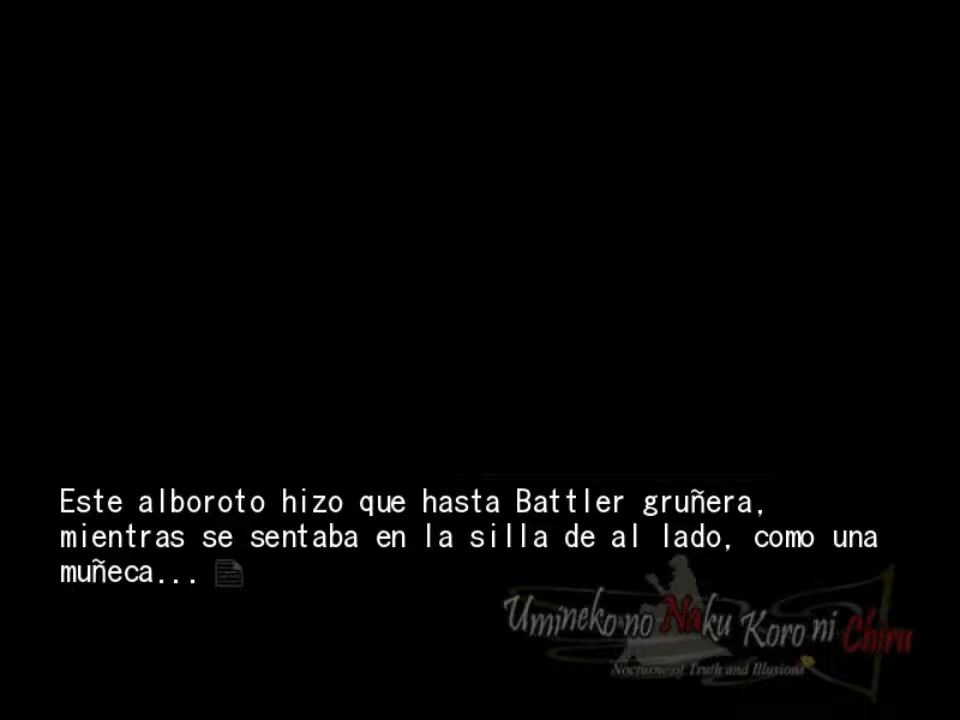 Este alboroto hizo que hasta Battler gruñera,
mientras se sentaba en la silla de al lado, como una
muñeca...
Umineko no Naku Koro ni Chiru
Nocturne of Truth and Illusions